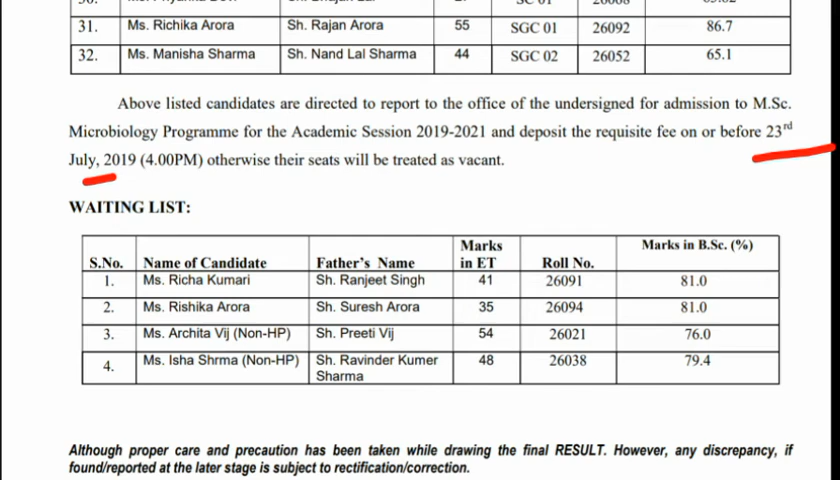 31. Ms. Richika Arora Sh. Rajan Arora 55 SGC 01 26092 86.7
32. Ms. Manisha Sharma Sh. Nand Lal Sharma 44 SGC 02 26052 65.1
Above listed candidates are directed to report to the office of the undersigned for admission to M.Sc.
Microbiology Programme for the Academic Session 2019-2021 and deposit the requisite fee on or before 23rd
July, 2019 (4.00PM) otherwise their seats will be treated as vacant.
WAITING LIST:
S.No. Name of Candidate Father's Name Marks in ET Roll No. Marks in B.Sc. (%)
1. Ms. Richa Kumari Sh. Ranjeet Singh 41 26091 81.0
2. Ms. Rishika Arora Sh. Suresh Arora 35 26094 81.0
3. Ms. Archita Vij (Non-HP) Sh. Preeti Vij 54 26021 76.0
4. Ms. Isha Shrma (Non-HP) Sh. Ravinder Kumer Sharma 48 26038 79.4
Although proper care and precaution has been taken while drawing the final RESULT. However, any discrepancy, if
found/reported at the later stage is subject to rectification/correction.